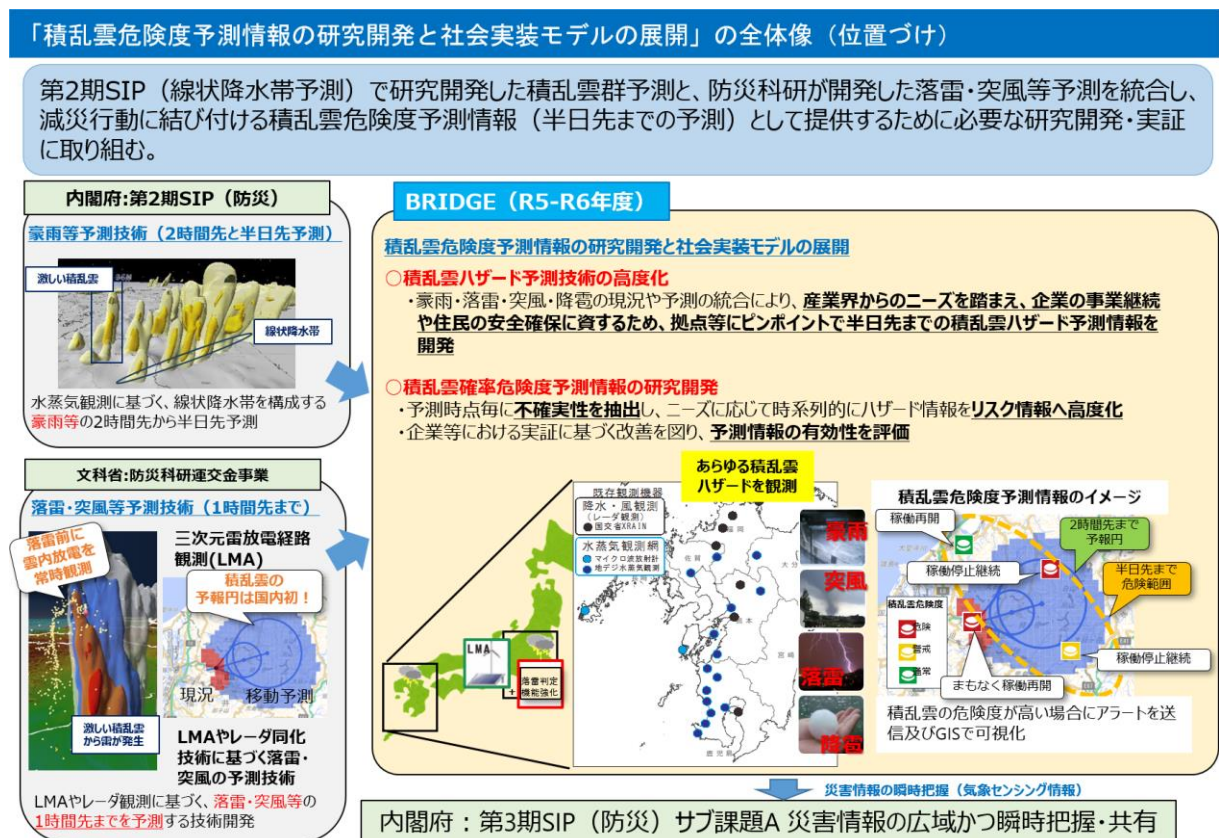 「積乱雲危険度予測情報の研究開発と社会実装モデルの展開」の全体像（位置づけ）
第2期SIP（線状降水帯予測）で研究開発した積乱雲群予測と、防災科研が開発した落雷・突風等予測を統合し、
減災行動に結び付ける積乱雲危険度予測情報（半日先までの予測）として提供するために必要な研究開発・実証
に取り組む。
内閣府:第2期SIP（防災）
豪雨等予測技術（2時間先と半日先予測）
激しい積乱雲
線状降水帯
水蒸気観測に基づく、線状降水帯を構成する
豪雨等の2時間先から半日先予測
文科省:防災科研運交金事業
落雷・突風等予測技術（1時間先まで）
落雷前に
雲内放電を
常時観測
三次元雷放電経路
観測(LMA)
積乱雲の
予報円は国内初！
現況
移動予測
激しい積乱雲
から雷が発生
LMAやレーダ同化
技術に基づく落雷・
突風の予測技術
LMAやレーダ観測に基づく、落雷・突風等の
1時間先までを予測する技術開発
BRIDGE（R5-R6年度）
積乱雲危険度予測情報の研究開発と社会実装モデルの展開
○積乱雲ハザード予測技術の高度化
・豪雨・落雷・突風・降雹の現況や予測の統合により、産業界からのニーズを踏まえ、企業の事業継続
や住民の安全確保に資するため、拠点等にピンポイントで半日先までの積乱雲ハザード予測情報を
開発
○積乱雲確率危険度予測情報の研究開発
・予測時点毎に不確実性を抽出し、ニーズに応じて時系列的にハザード情報をリスク情報へ高度化
・企業等における実証に基づく改善を図り、予測情報の有効性を評価
あらゆる積乱雲
ハザードを観測
既存観測機器
降水・風観測
（レーダ観測）
国交省XRAIN
水蒸気観測網
マイクロ波放射計
地デジ水蒸気観測
福岡
佐賀
大分
熊本
宮崎
鹿児島
LMA
落雷判定
+機能強化
豪雨
突風
落雷
降雹
積乱雲危険度予測情報のイメージ
稼働再開
2時間先まで
予報円
稼働停止継続
半日先まで
危険範囲
積乱雲危険度
危険
警戒
通常
稼働停止継続
まもなく稼働再開
積乱雲の危険度が高い場合にアラートを送
信及びGISで可視化
災害情報の瞬時把握（気象センシング情報）
内閣府：第3期SIP（防災）サブ課題A 災害情報の広域かつ瞬時把握・共有